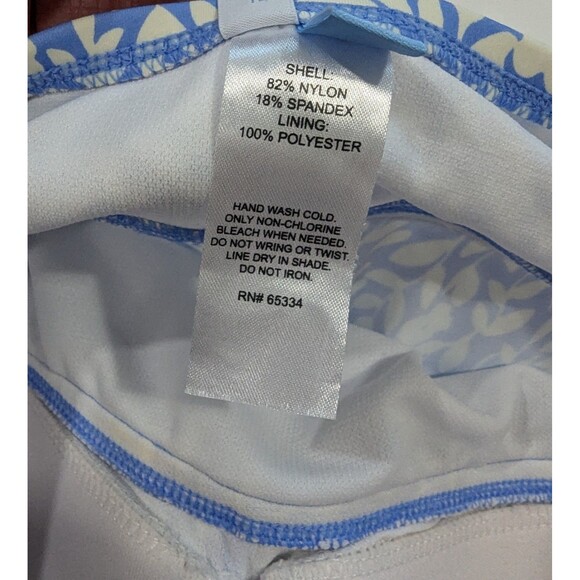 SHELL:
82% NYLON
18% SPANDEX
LINING:
100% POLYESTER
HAND WASH COLD.
ONLY NON-CHLORINE
BLEACH WHEN NEEDED.
DO NOT WRING OR TWIST.
LINE DRY IN SHADE.
DO NOT IRON.
RN# 65334